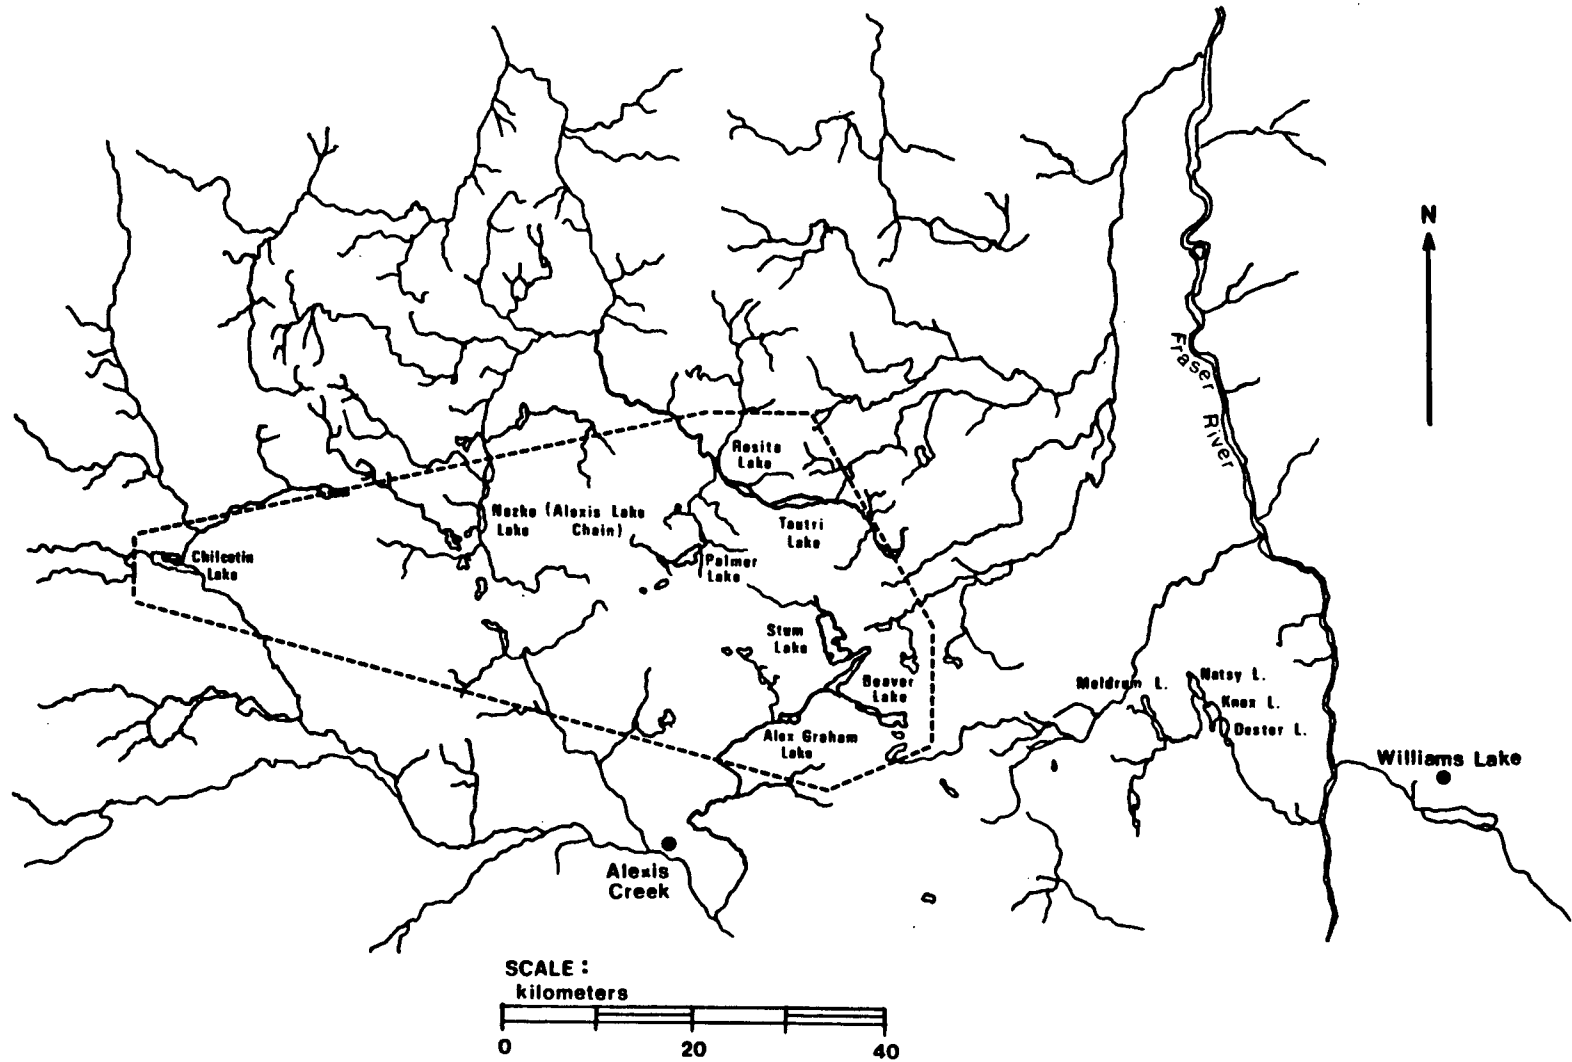 N
Fraser River
Rosita
Lake
Nazko (Alexis Lake
Lake Chain)
Tautri
Lake
Chilcotin
Lake
Palmer
Lake
Stum
Lake
Beaver
Lake
Meldrum L.
Natsy L.
Knox L.
Dester L.
Alex Graham
Lake
Williams Lake
Alexis
Creek
SCALE :
kilometers
0 20 40